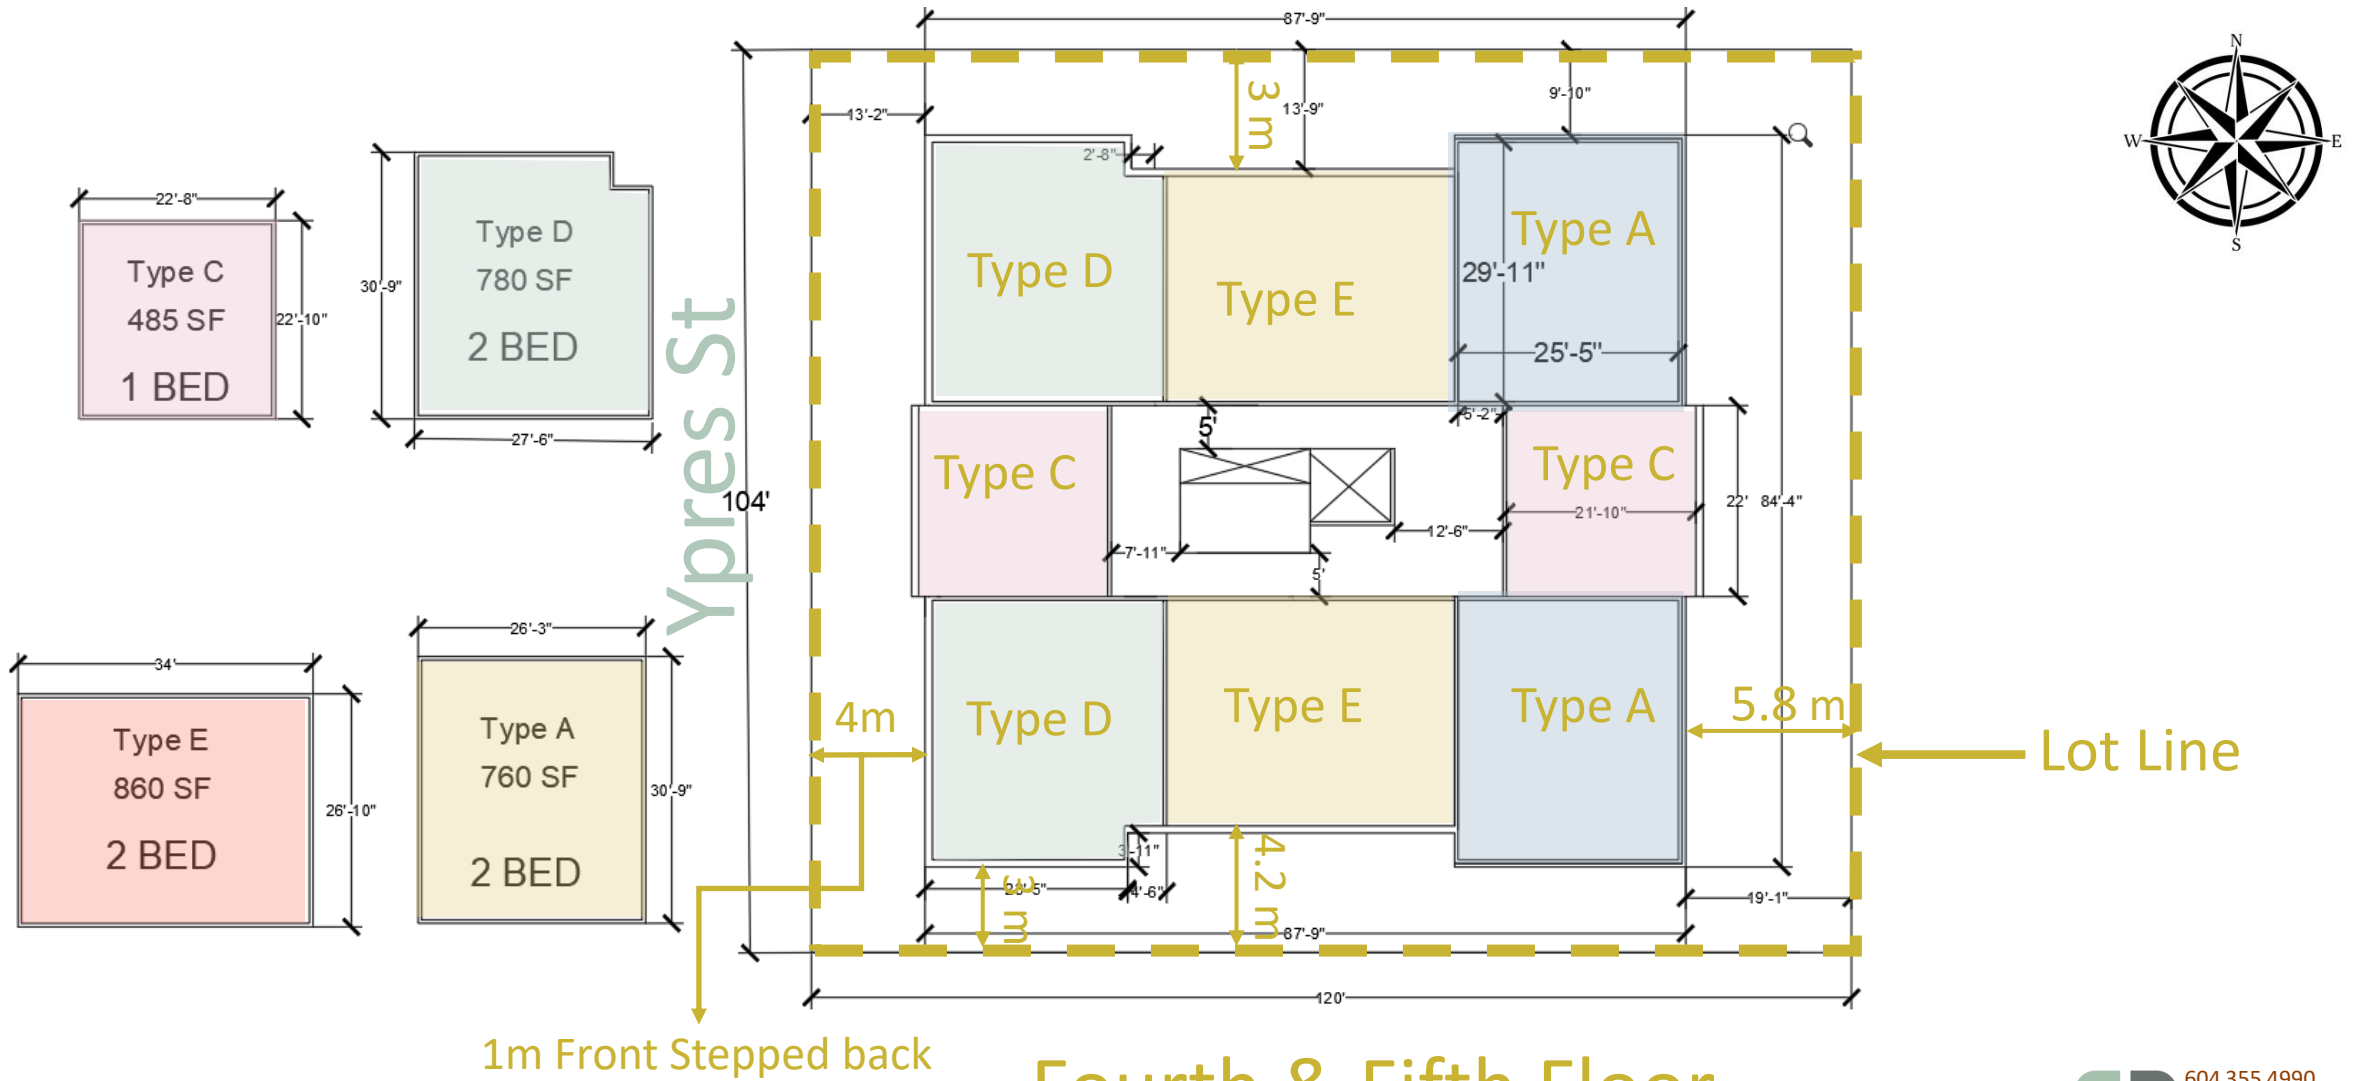 87'-9"
N
W
E
S
3 m
13'-9"
9'-10"
13'-2"
2'-8"
22'-8"
Type C
485 SF
1 BED
22'-10"
30'-9"
Type D
780 SF
2 BED
27'-6"
Ypres St
104'
Type D
Type E
Type A
29'-11"
25'-5"
5'
5'-2"
Type C
Type C
21'-10"
22'
84'-4"
12'-6"
7'-11"
5'
34'
Type E
860 SF
2 BED
26'-10"
26'-3"
Type A
760 SF
2 BED
30'-9"
4m
Type D
Type E
Type A
5.8 m
Lot Line
3'-11"
4.2 m
3 m
4'-6"
19'-1"
87'-9"
120'
1m Front Stepped back
Fourth & Fifth Floor
604.355.4990